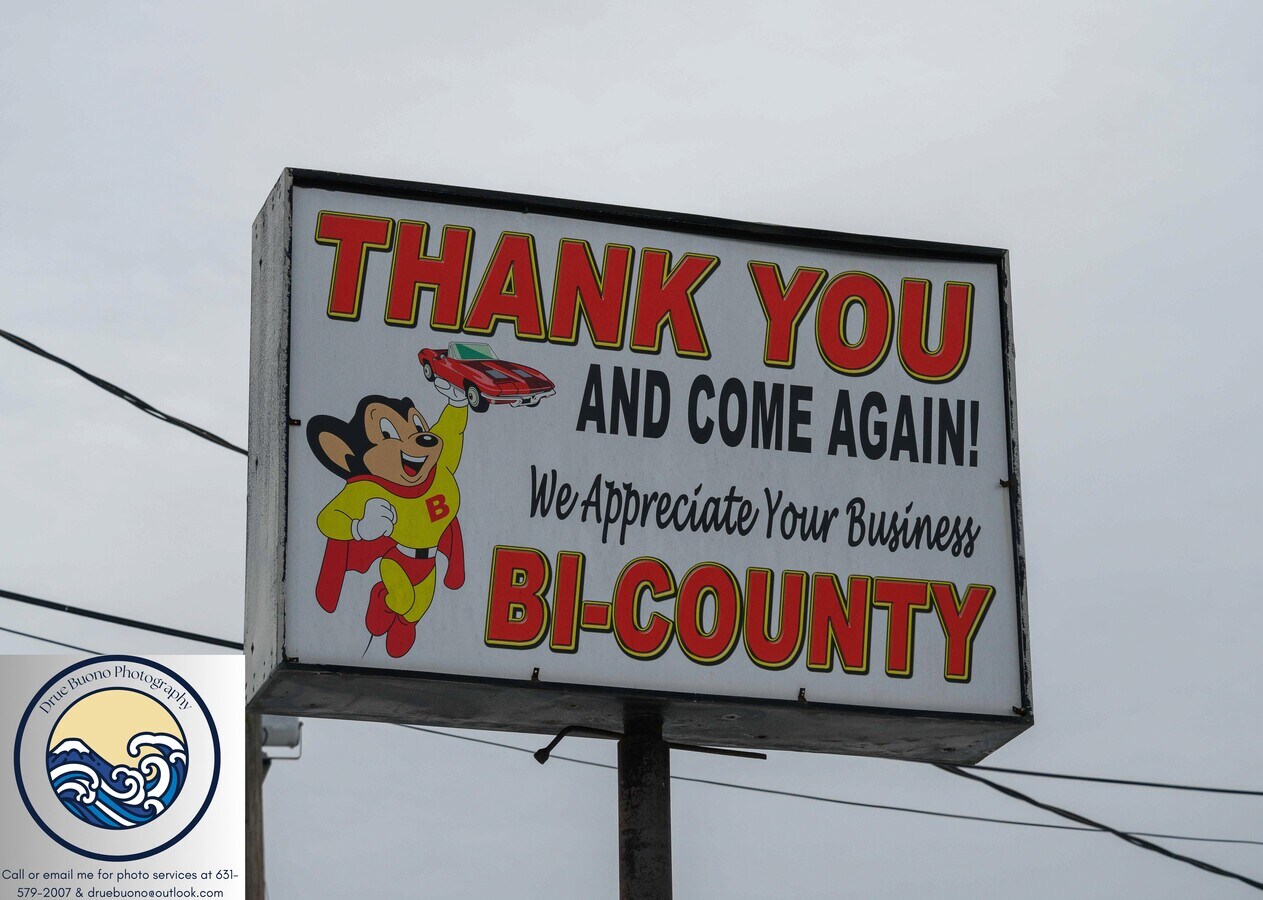 THANK YOU
AND COME AGAIN!
We Appreciate Your Business
B
BI-COUNTY
Drue Buono Photography
Call or email me for photo services at 631-
579-2007 & druebuono@outlook.com